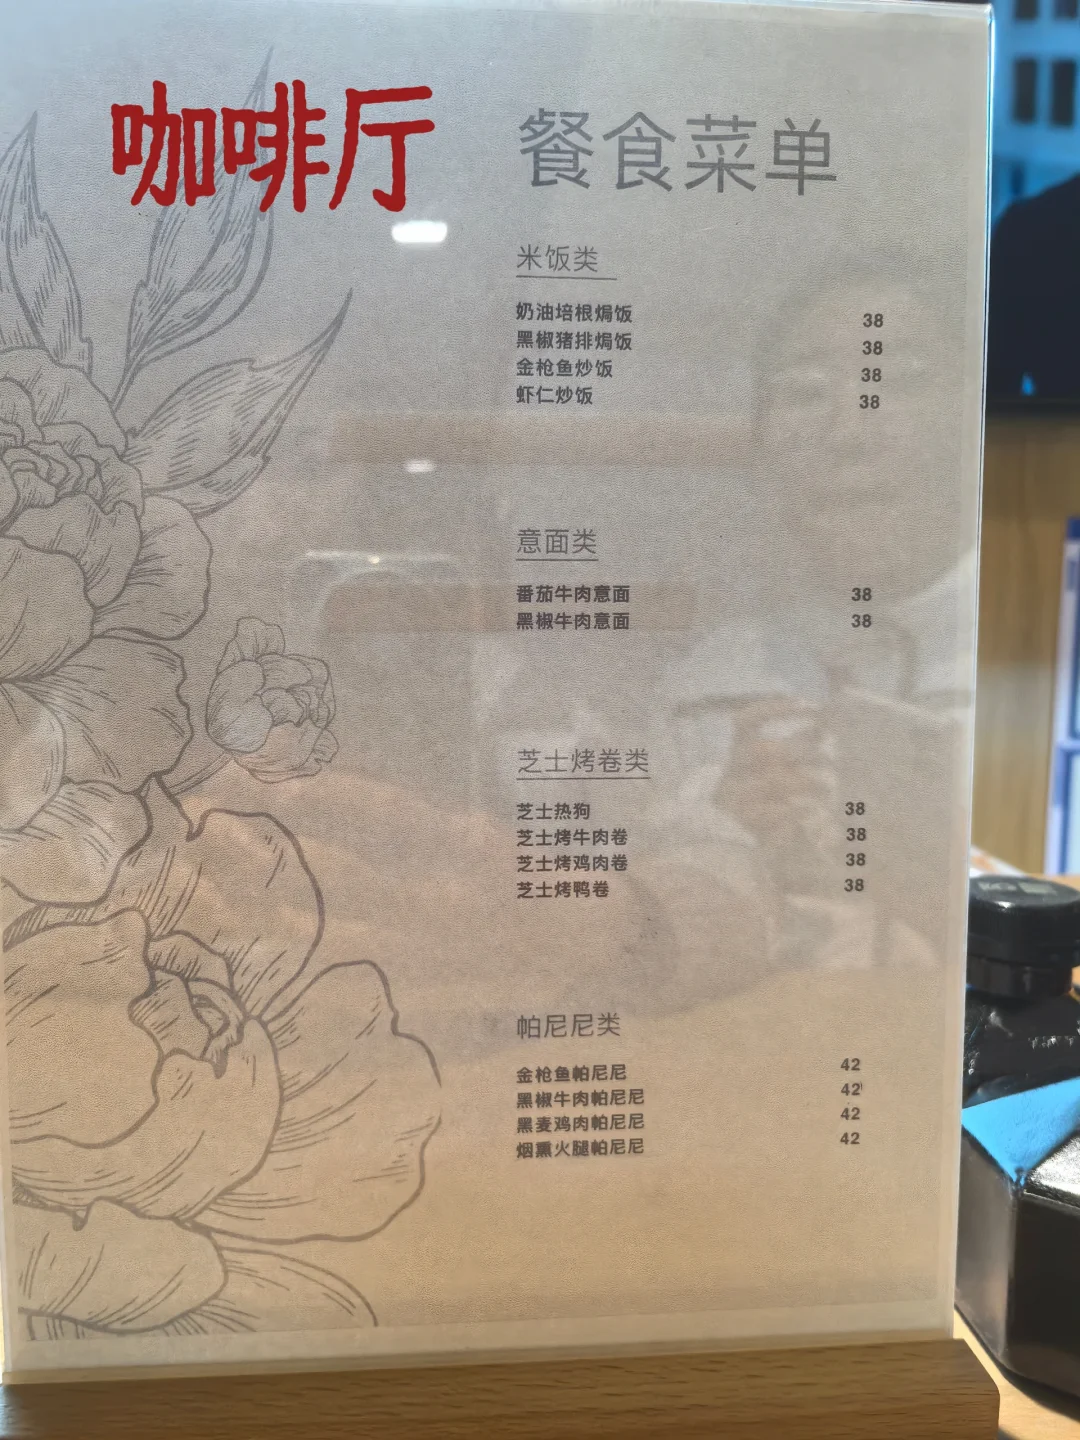 咖啡厅 餐食菜单
米饭类
奶油培根焗饭 38
黑椒猪排焗饭 38
金枪鱼炒饭 38
虾仁炒饭 38
意面类
番茄牛肉意面 38
黑椒牛肉意面 38
芝士烤卷类
芝士热狗 38
芝士烤牛肉卷 38
芝士烤鸡肉卷 38
芝士烤鸭卷 38
帕尼尼类
金枪鱼帕尼尼 42
黑椒牛肉帕尼尼 42
黑麦鸡肉帕尼尼 42
烟熏火腿帕尼尼 42